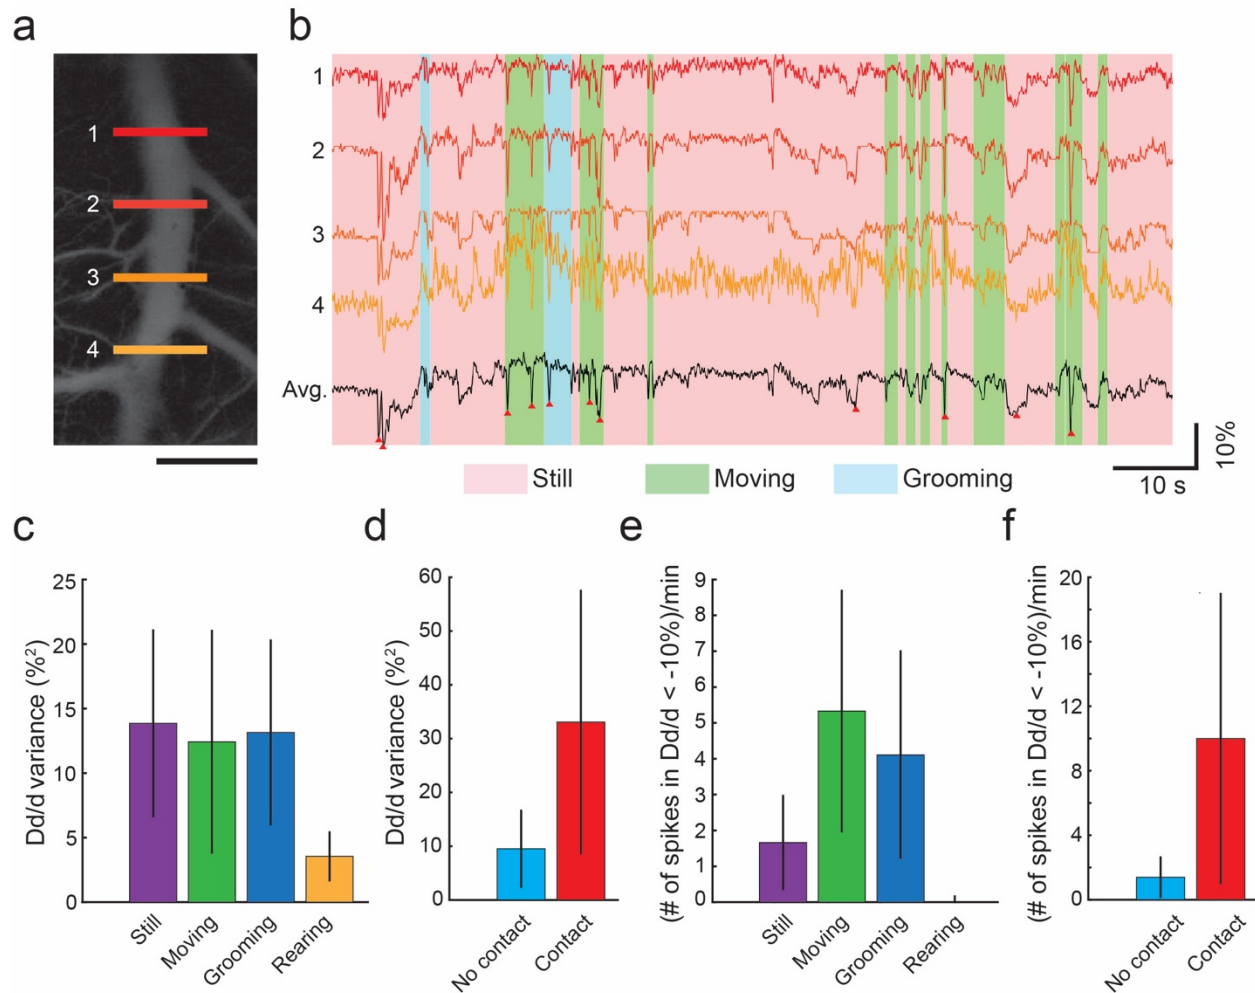 a
1
2
3
4
b
1
2
3
4
Avg.
10%
10 s
Still
Moving
Grooming
c
Dd/d variance (%²)
25
20
15
10
5
0
Still
Moving
Grooming
Rearing
d
Dd/d variance (%²)
60
50
40
30
20
10
0
No contact
Contact
e
(# of spikes in Dd/d < -10%)/min
9
8
7
6
5
4
3
2
1
0
Still
Moving
Grooming
Rearing
f
(# of spikes in Dd/d < -10%)/min
20
16
12
8
4
0
No contact
Contact